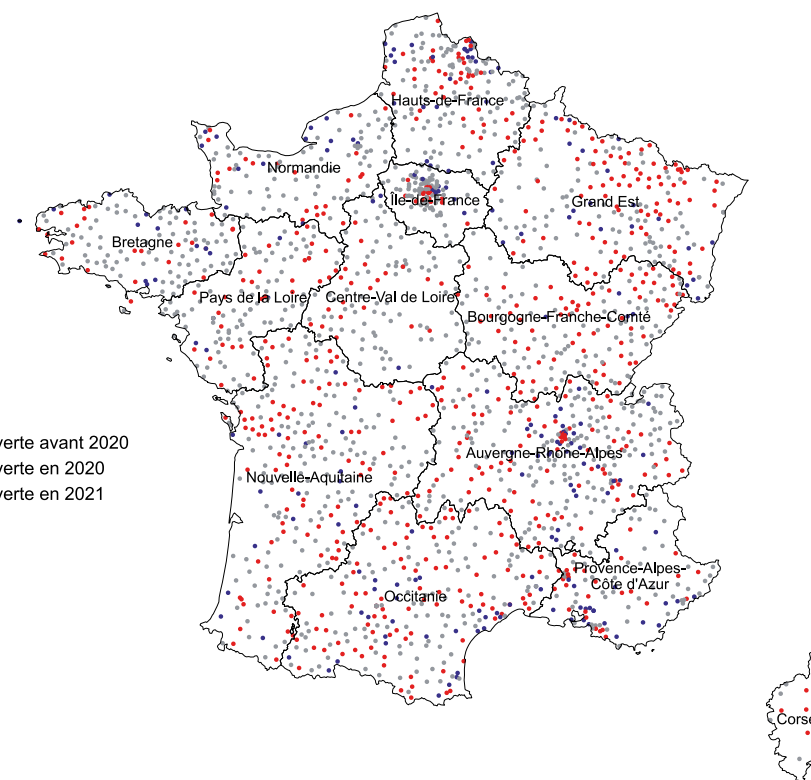 Hauts-de-France
Normandie
Île-de-France
Grand Est
Bretagne
Pays de la Loire
Centre-Val de Loire
Bourgogne-Franche-Comté
verte avant 2020
verte en 2020
verte en 2021
Auvergne-Rhône-Alpes
Nouvelle-Aquitaine
Provence-Alpes-
Côte d'Azur
Occitanie
Corse